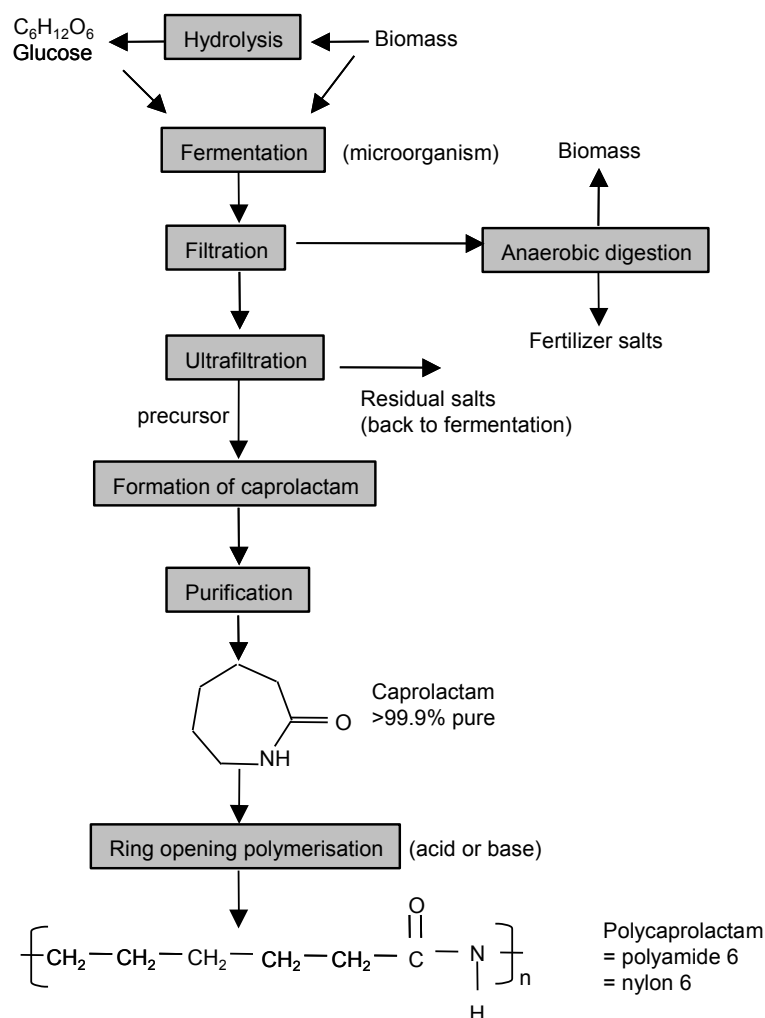 C₆H₁₂O₆
Glucose
Hydrolysis
Biomass
Fermentation
(microorganism)
Biomass
Filtration
Anaerobic digestion
Fertilizer salts
Ultrafiltration
Residual salts
(back to fermentation)
precursor
Formation of caprolactam
Purification
Caprolactam
>99.9% pure
O
NH
Ring opening polymerisation
(acid or base)
O
CH₂ CH₂ CH₂ CH₂ CH₂ C N
n
H
Polycaprolactam
= polyamide 6
= nylon 6